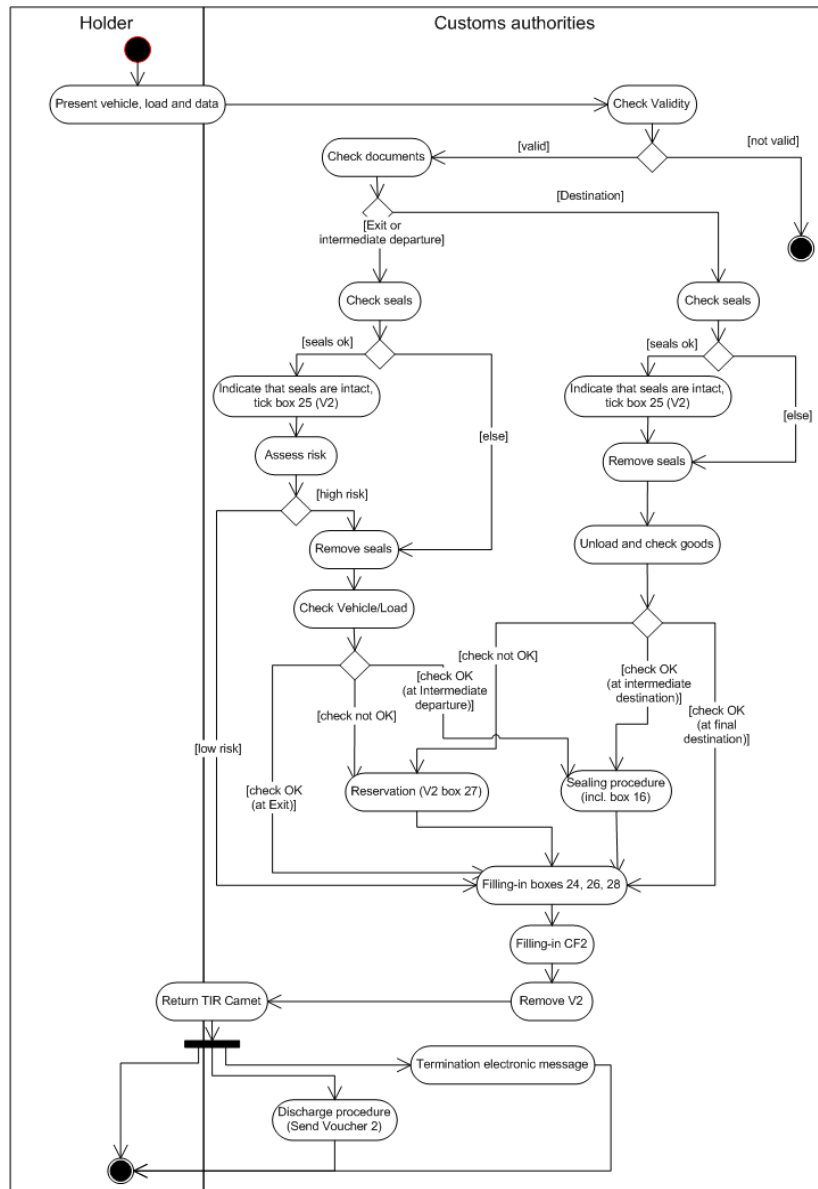 Holder
Customs authorities
Present vehicle, load and data
Check Validity
[valid]
[not valid]
Check documents
[Destination]
[Exit or
intermediate departure]
Check seals
Check seals
[seals ok]
[seals ok]
Indicate that seals are intact,
tick box 25 (V2)
Indicate that seals are intact,
tick box 25 (V2)
[else]
[else]
Assess risk
Remove seals
[high risk]
Remove seals
Unload and check goods
Check Vehicle/Load
[check not OK]
[check OK
(at Intermediate
departure)]
[check OK
(at intermediate
destination)]
[check OK
(at final
destination)]
[check not OK]
[low risk]
[check OK
(at Exit)]
Reservation (V2 box 27)
Sealing procedure
(incl. box 16)
Filling-in boxes 24, 26, 28
Filling-in CF2
Return TIR Carnet
Remove V2
Termination electronic message
Discharge procedure
(Send Voucher 2)